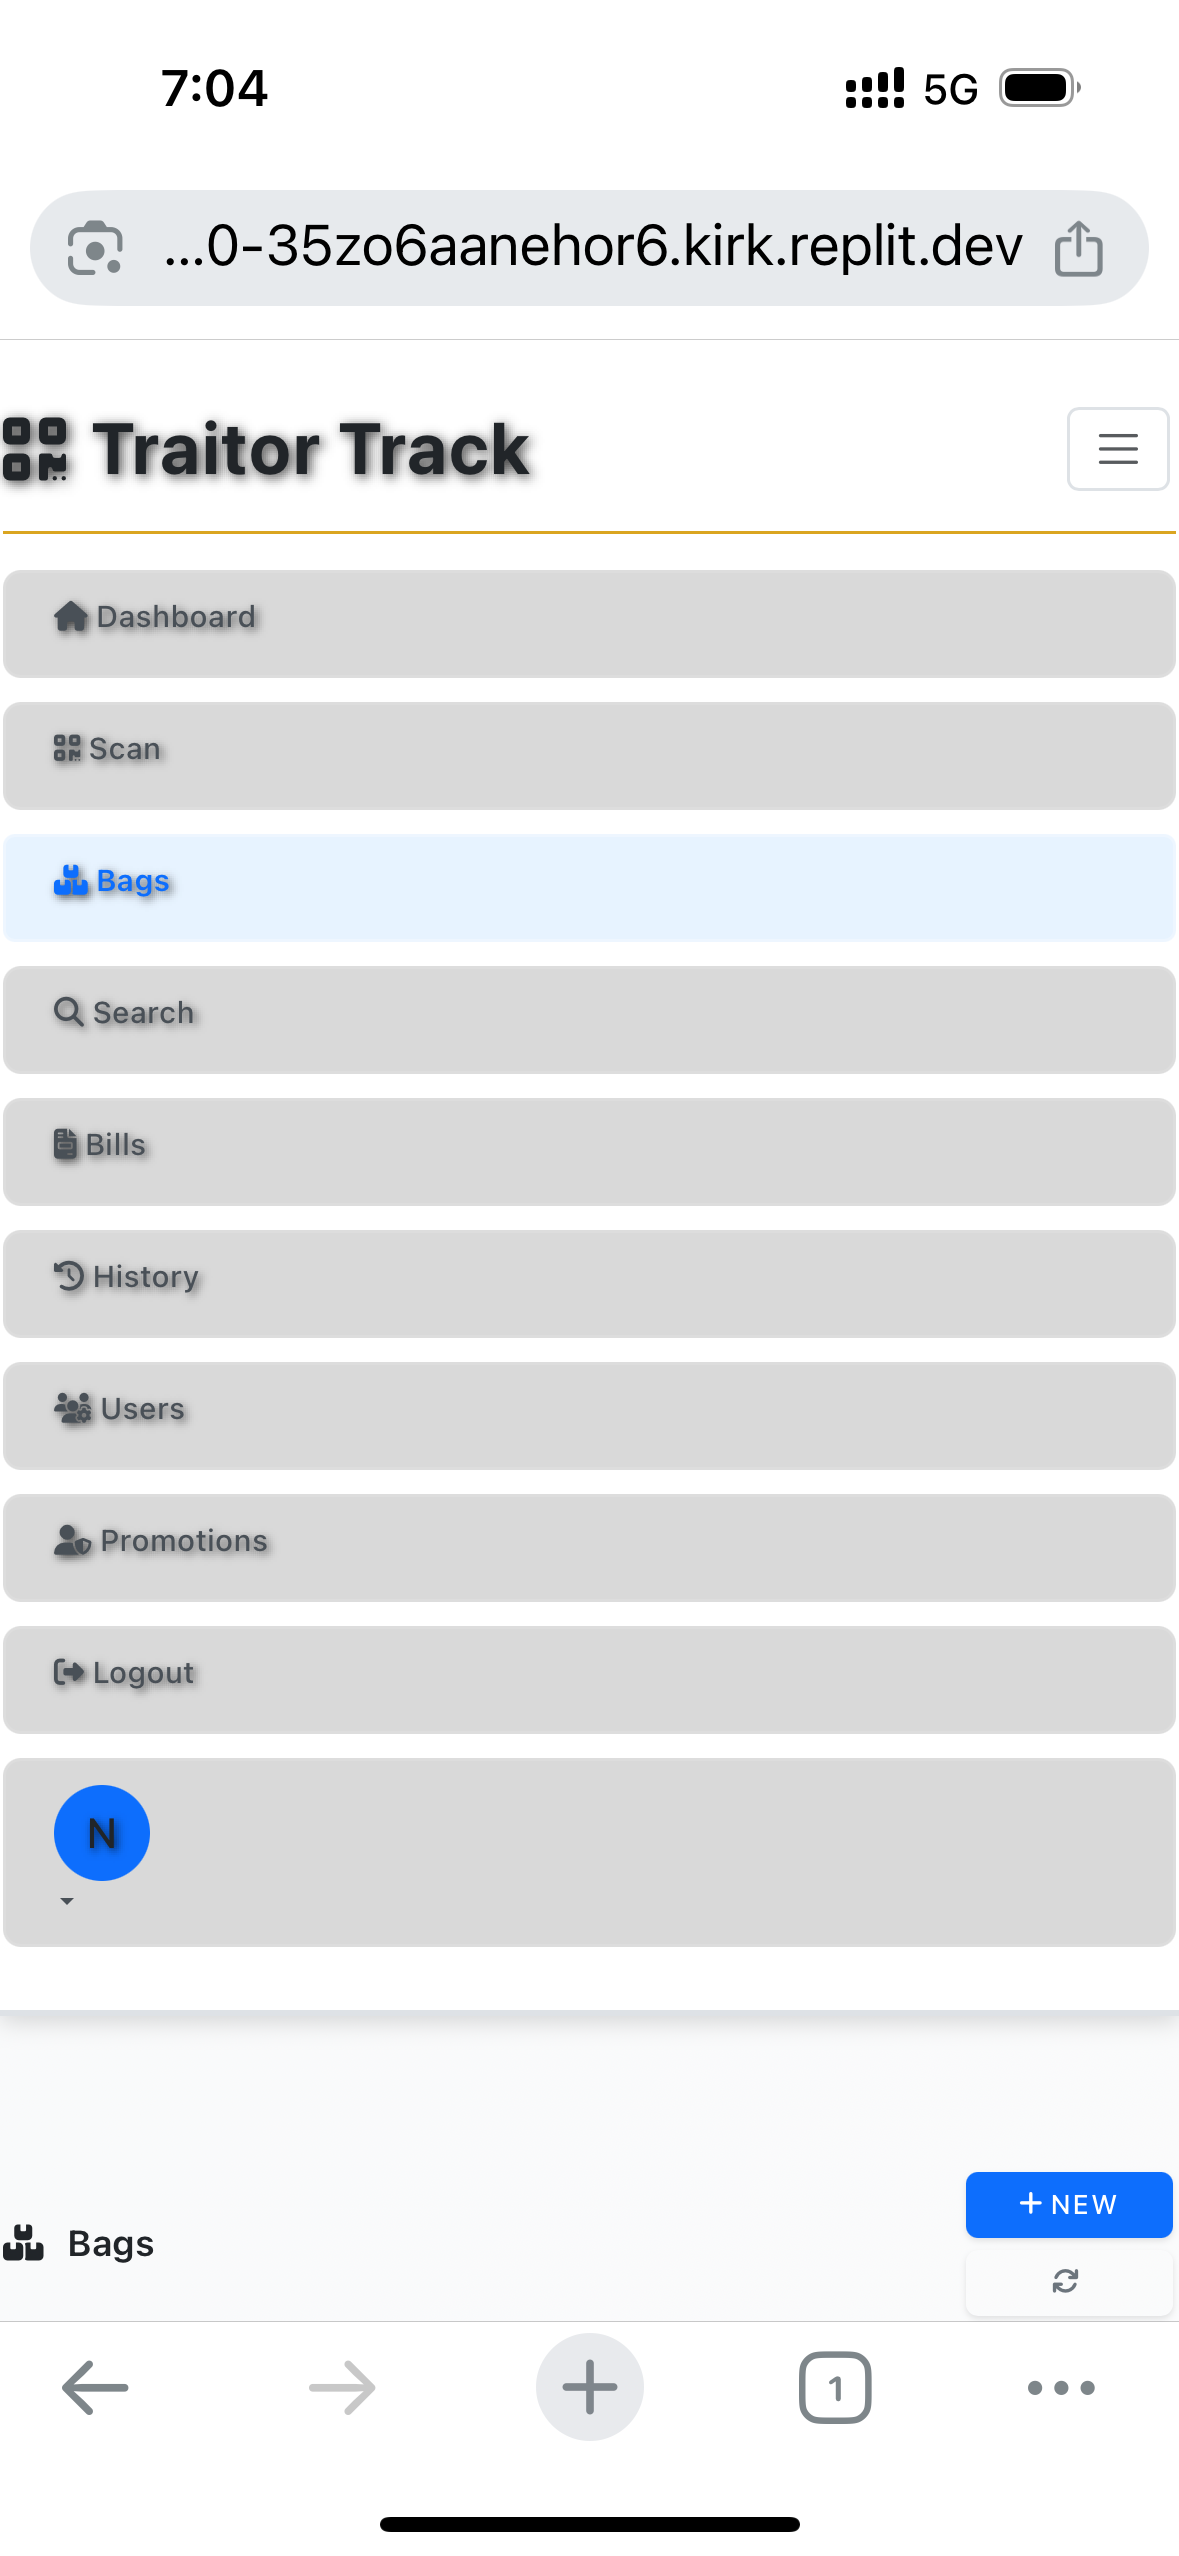 7:04
5G
...0-35zo6aanehor6.kirk.replit.dev
Traitor Track
Dashboard
Scan
Bags
Search
Bills
History
Users
Promotions
Logout
N
+ NEW
Bags
1